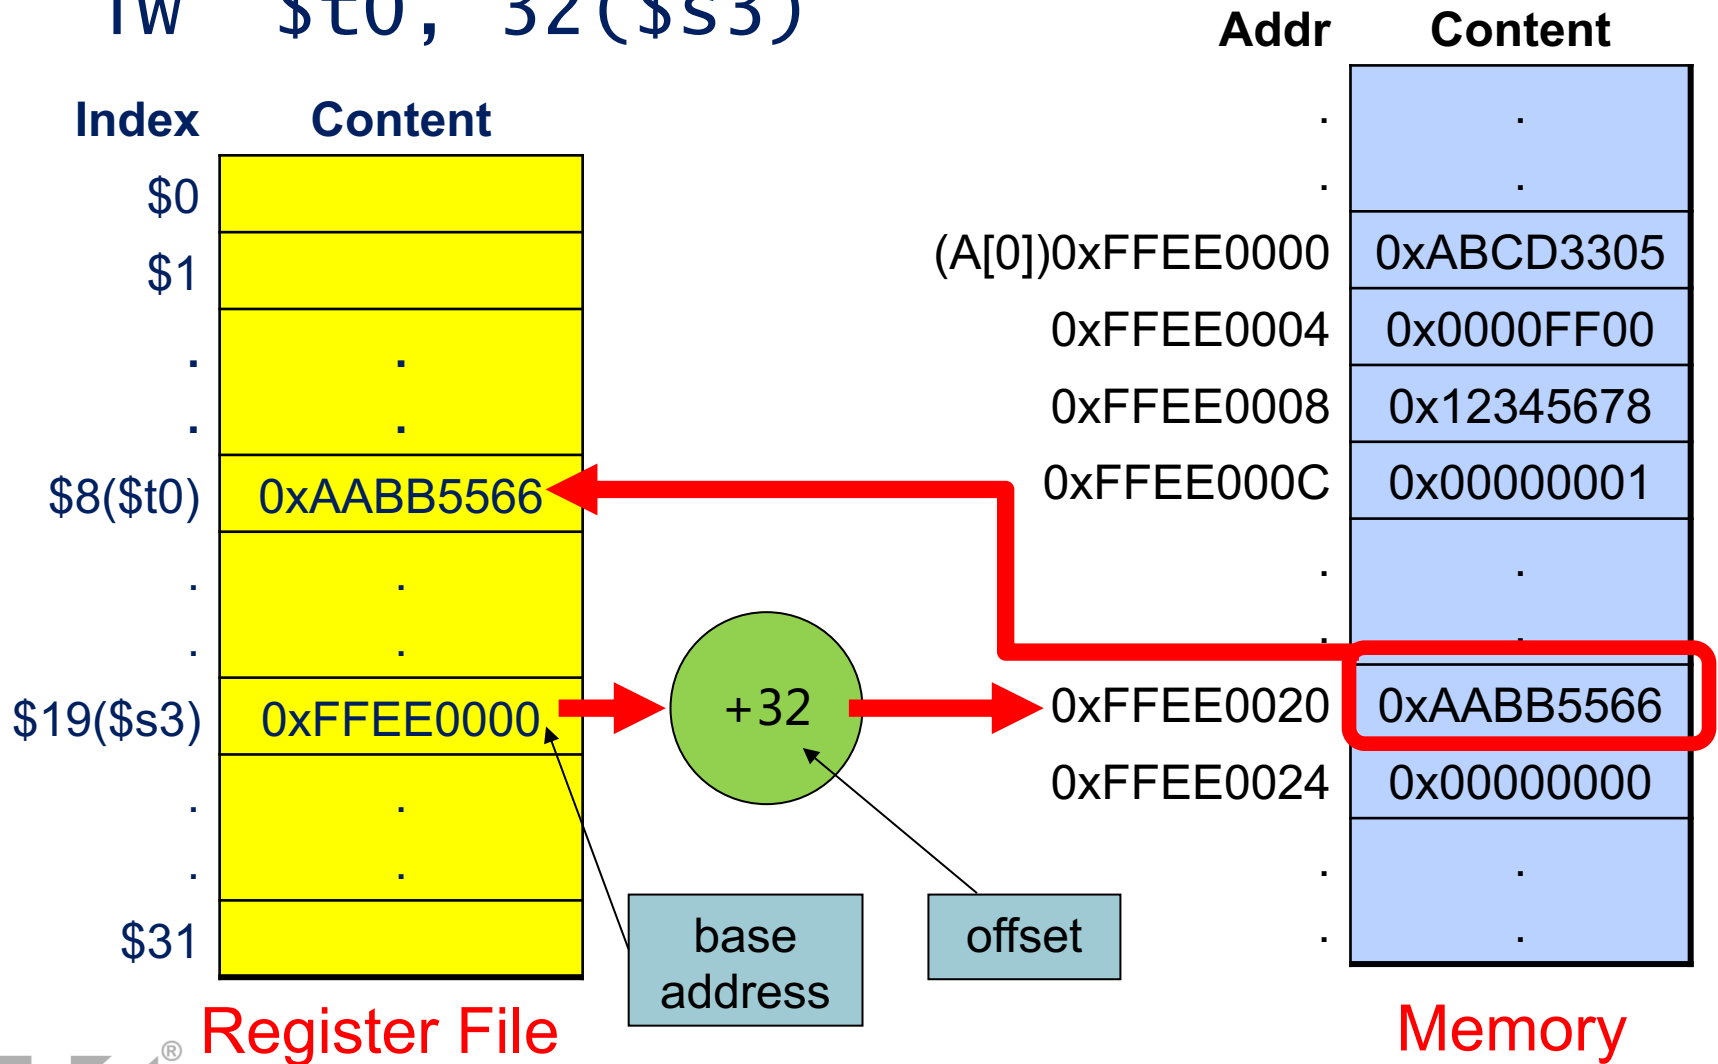 lw $t0, 32($s3)
Index Content
$0
$1
. .
. .
$8($t0) 0xAABB5566
. .
. .
$19($s3) 0xFFEE0000
. .
. .
$31
Register File
+32
base
address
offset
Addr Content
. .
. .
(A[0])0xFFEE0000 0xABCD3305
0xFFEE0004 0x0000FF00
0xFFEE0008 0x12345678
0xFFEE000C 0x00000001
. .
. .
0xFFEE0020 0xAABB5566
0xFFEE0024 0x00000000
. .
. .
Memory
®